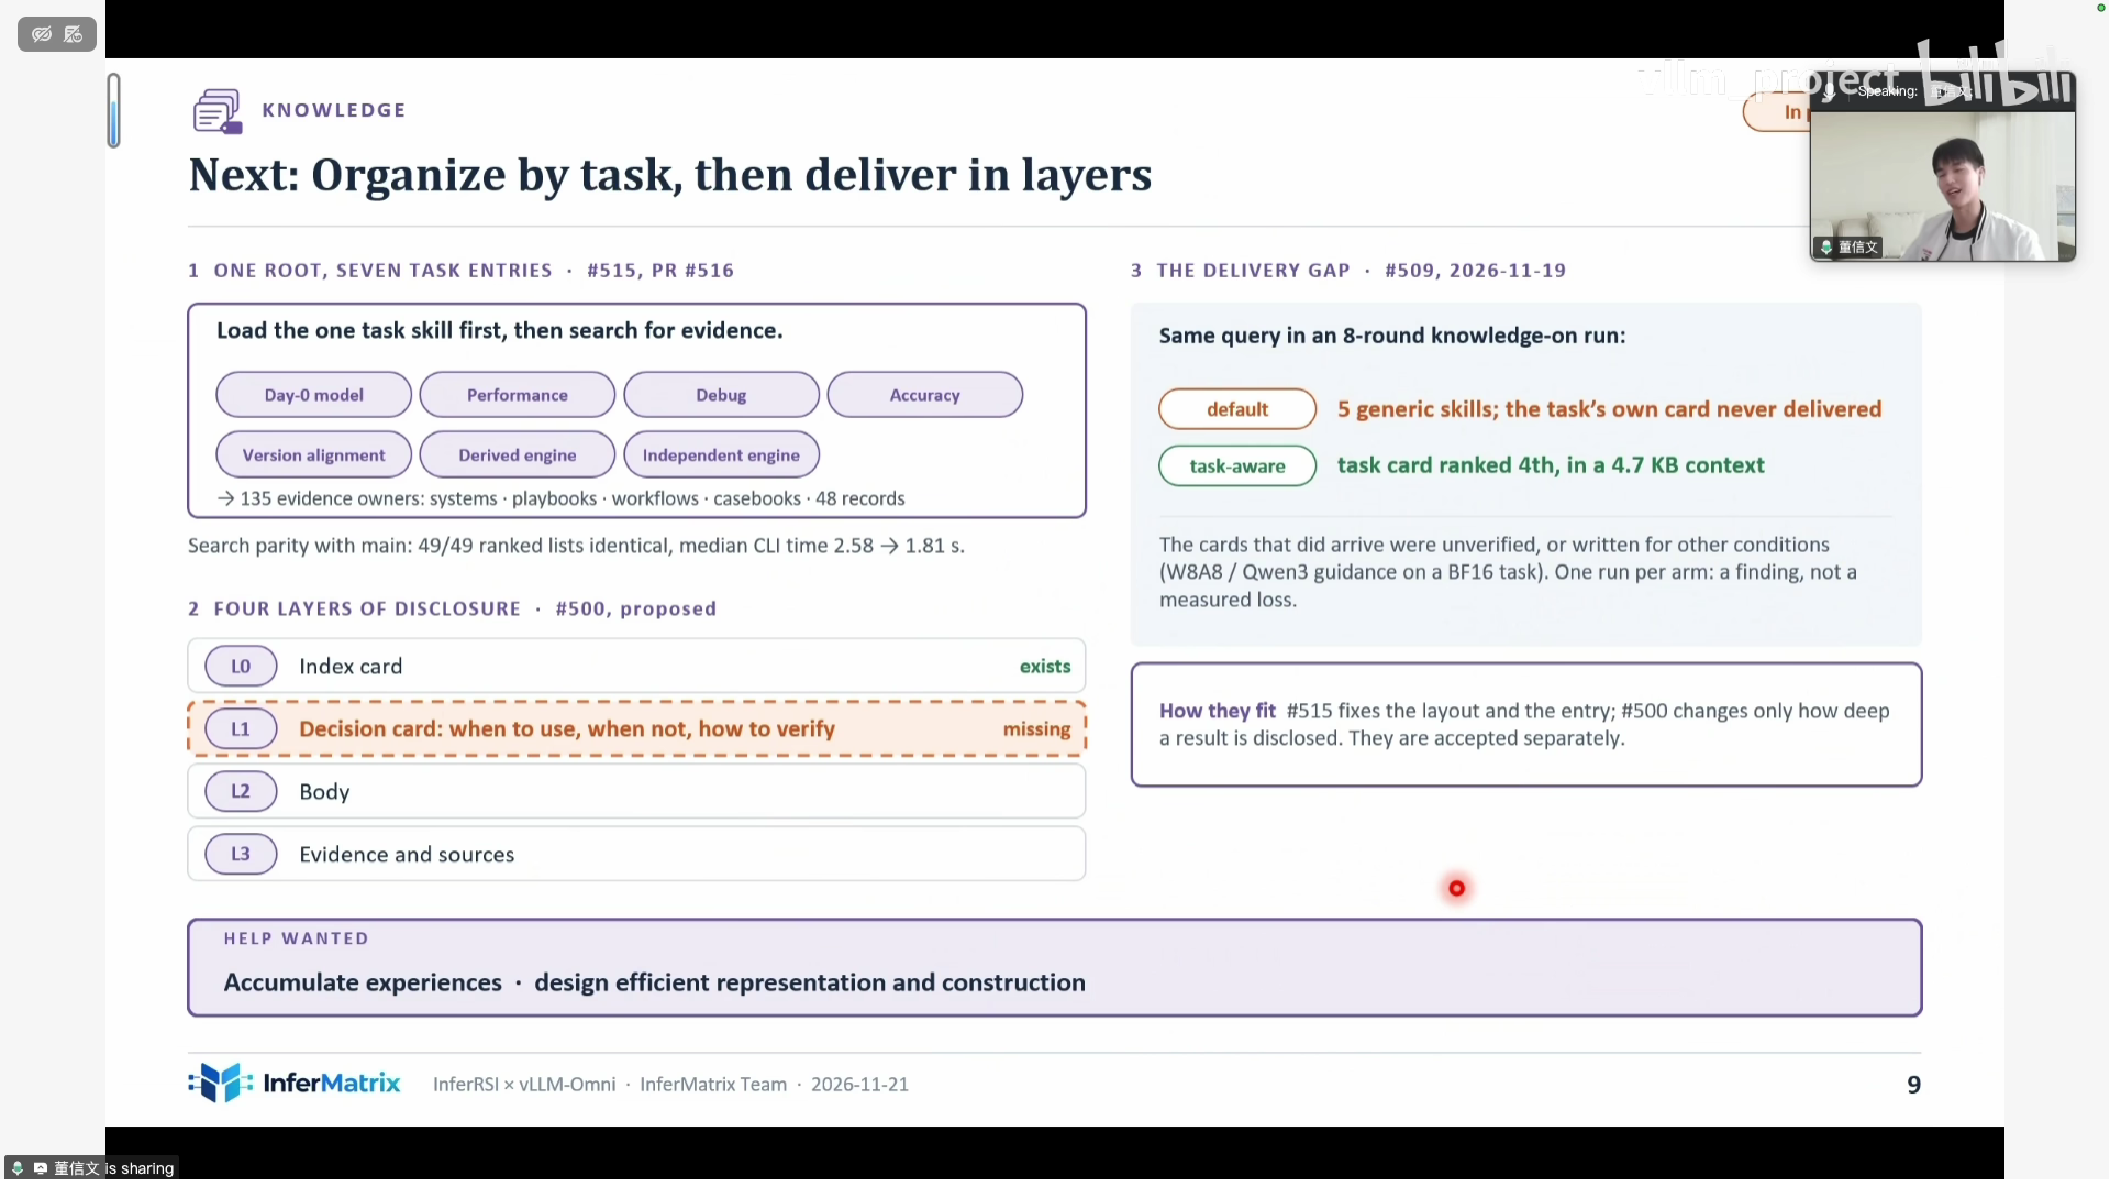 vllm_project bilibili
KNOWLEDGE
In
Speaking:
Next: Organize by task, then deliver in layers
董信文
1 ONE ROOT, SEVEN TASK ENTRIES · #515, PR #516
Load the one task skill first, then search for evidence.
Day-0 model
Performance
Debug
Accuracy
Version alignment
Derived engine
Independent engine
→ 135 evidence owners: systems · playbooks · workflows · casebooks · 48 records
Search parity with main: 49/49 ranked lists identical, median CLI time 2.58 → 1.81 s.
2 FOUR LAYERS OF DISCLOSURE · #500, proposed
L0 Index card exists
L1 Decision card: when to use, when not, how to verify missing
L2 Body
L3 Evidence and sources
3 THE DELIVERY GAP · #509, 2026-11-19
Same query in an 8-round knowledge-on run:
default 5 generic skills; the task's own card never delivered
task-aware task card ranked 4th, in a 4.7 KB context
The cards that did arrive were unverified, or written for other conditions
(W8A8 / Qwen3 guidance on a BF16 task). One run per arm: a finding, not a
measured loss.
How they fit #515 fixes the layout and the entry; #500 changes only how deep
a result is disclosed. They are accepted separately.
HELP WANTED
Accumulate experiences · design efficient representation and construction
InferMatrix InferRSI × vLLM-Omni · InferMatrix Team · 2026-11-21
9
董信文 is sharing